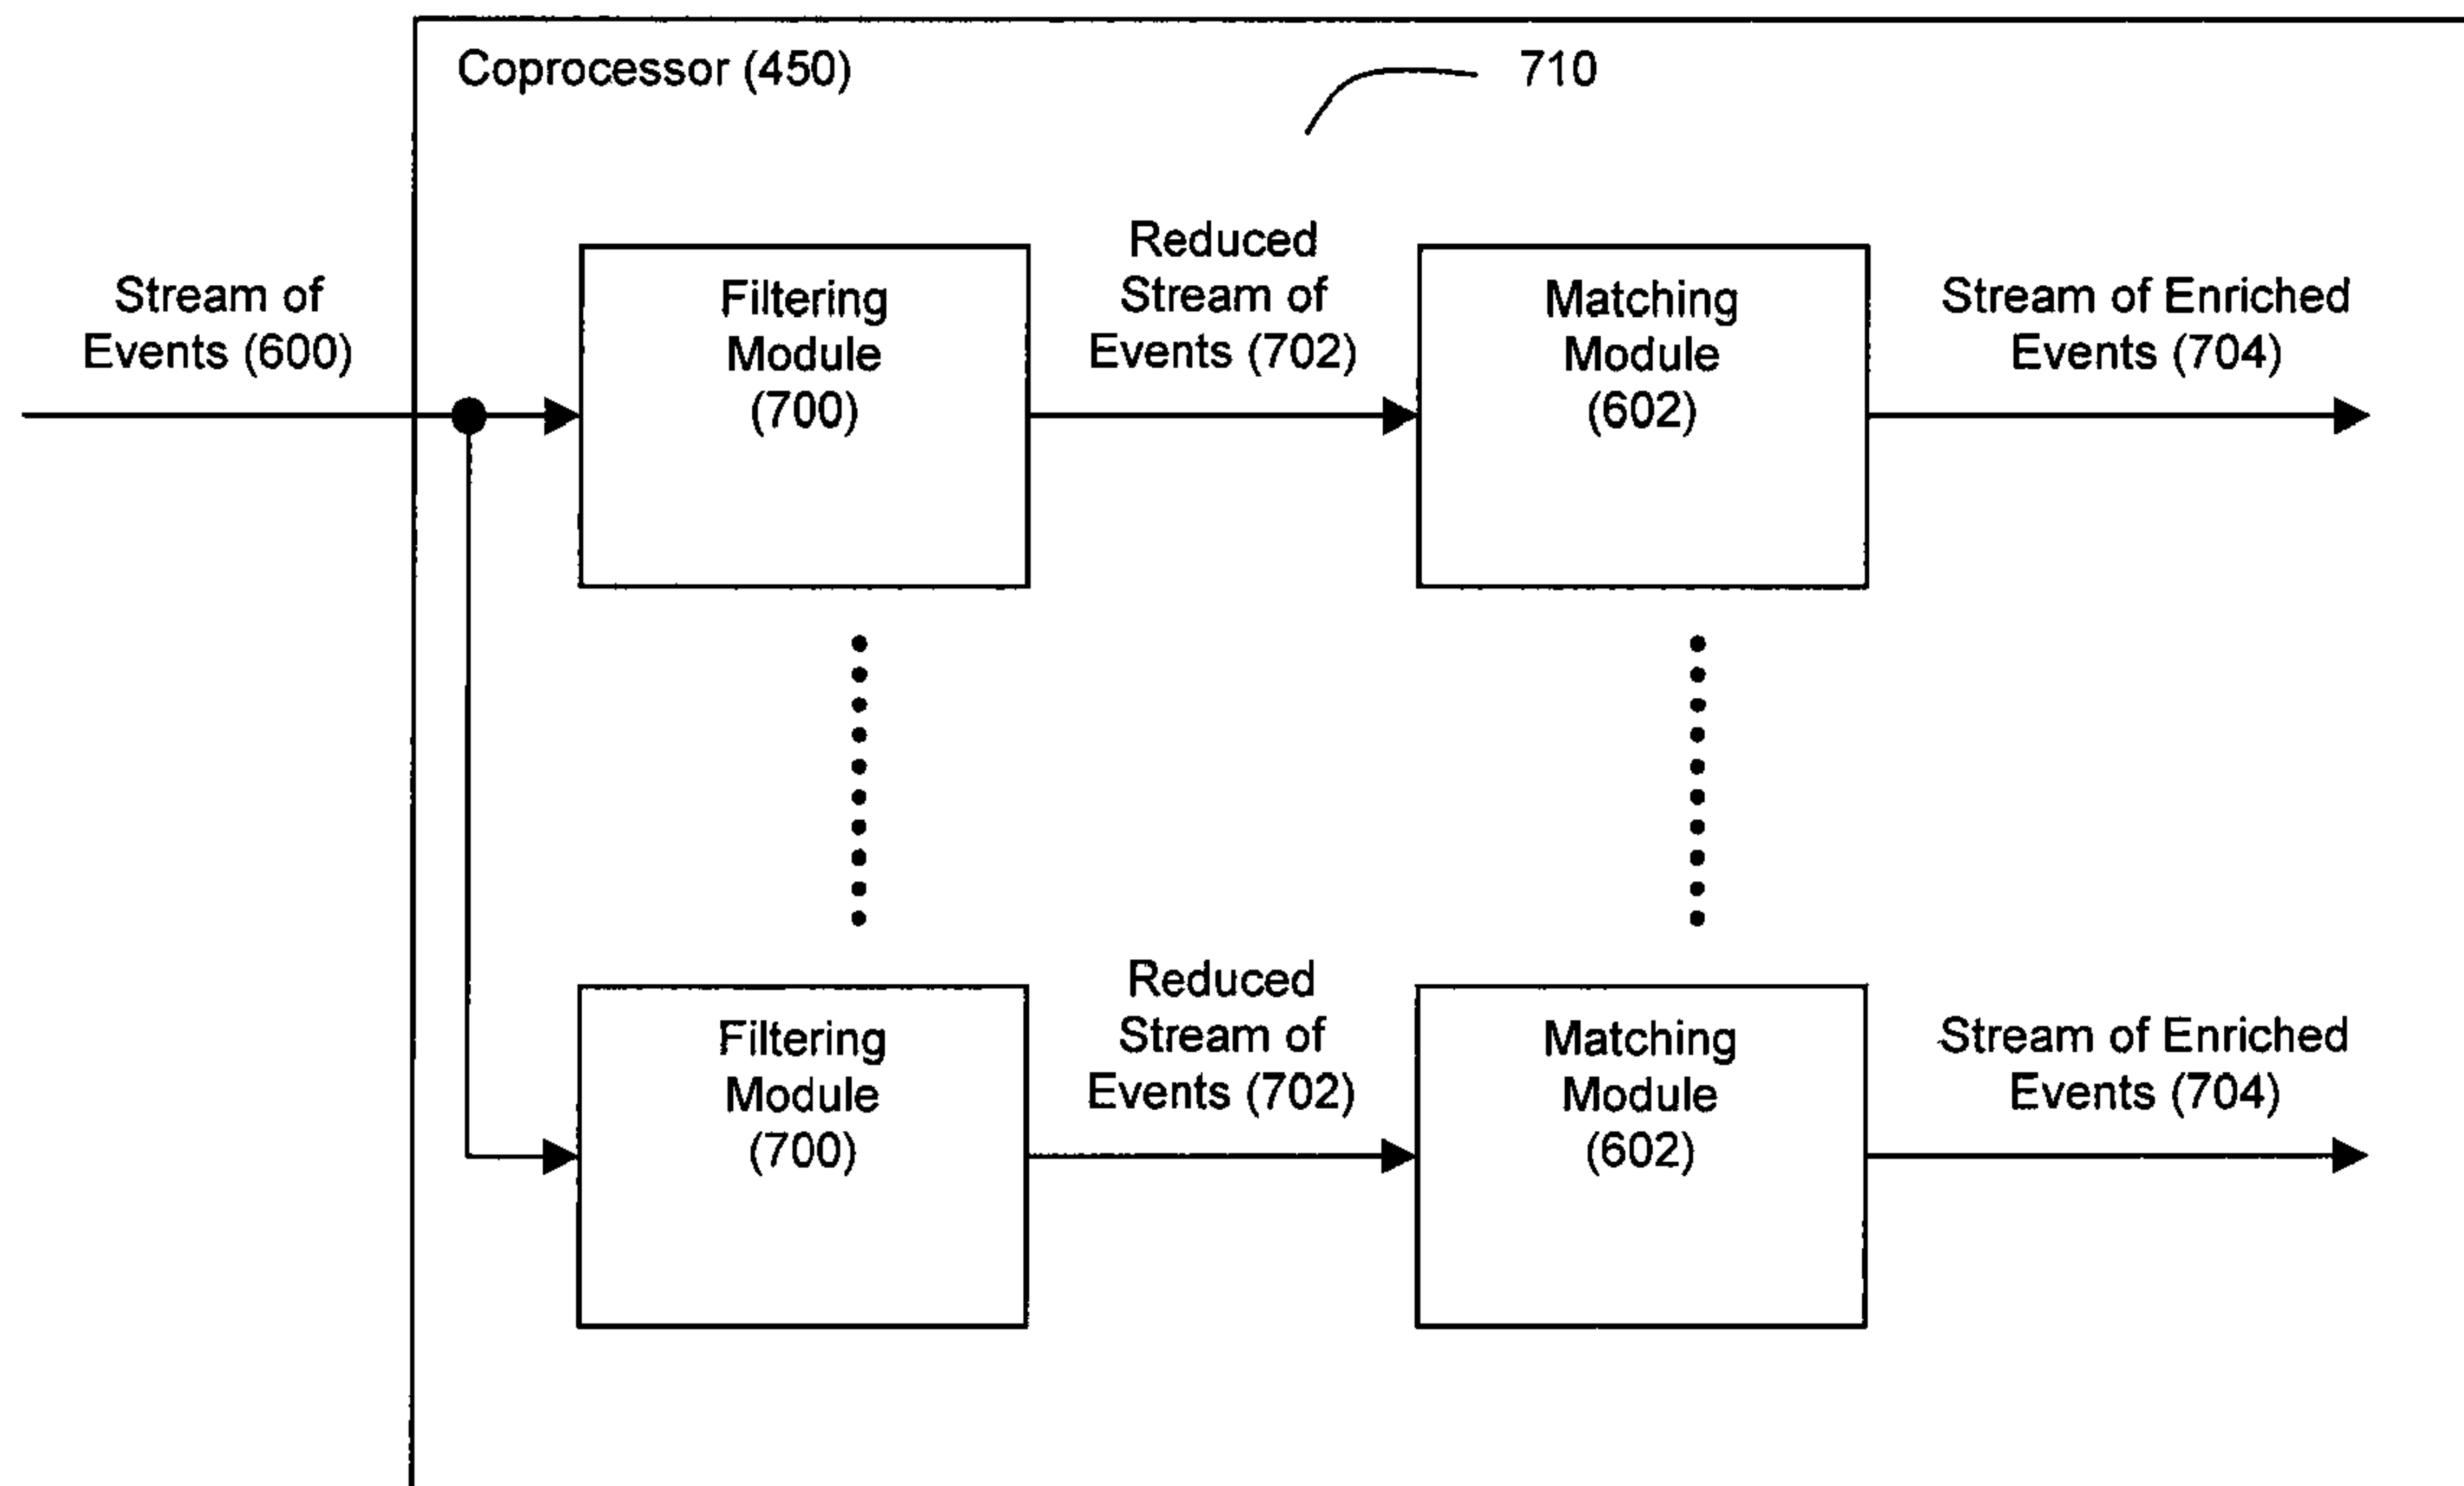 Coprocessor (450)
710
Stream of
Events (600)
Filtering
Module
(700)
Reduced
Stream of
Events (702)
Matching
Module
(602)
Stream of Enriched
Events (704)
Filtering
Module
(700)
Reduced
Stream of
Events (702)
Matching
Module
(602)
Stream of Enriched
Events (704)